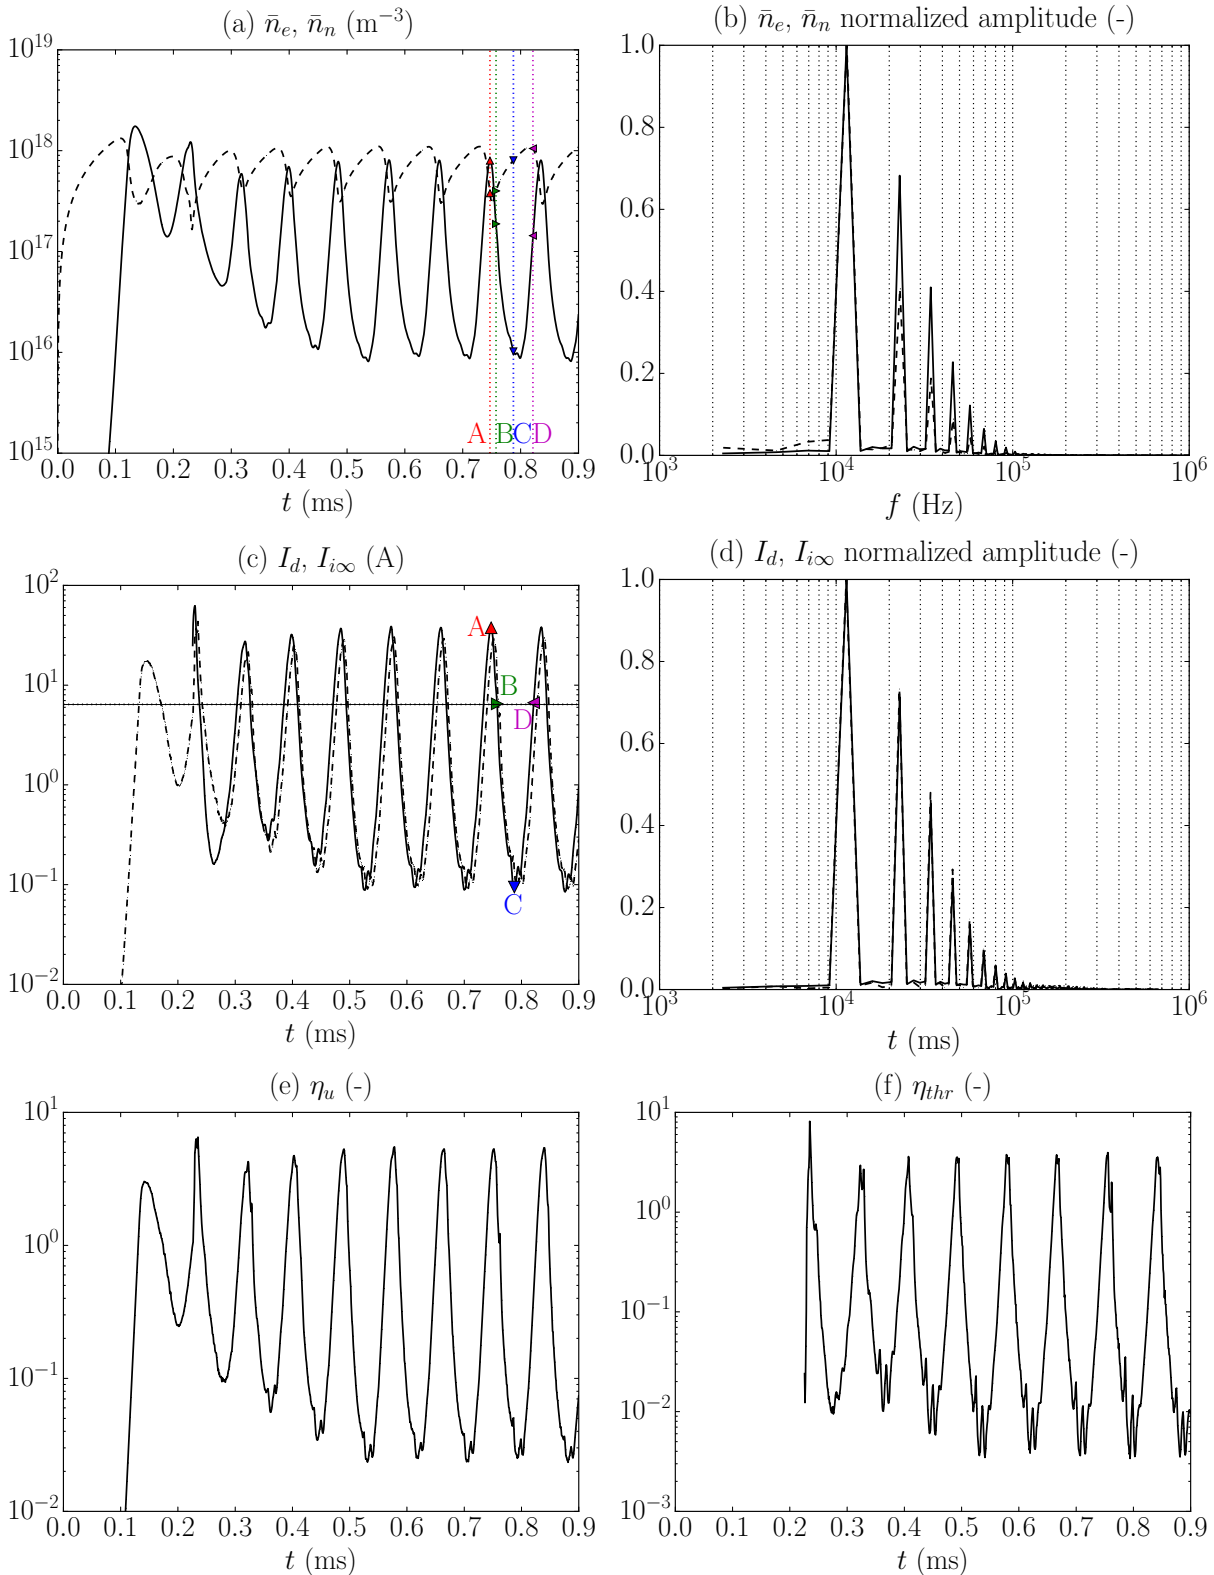 (a) n̄ₑ, n̄ₙ (m⁻³)
10¹⁹
10¹⁸
10¹⁷
10¹⁶
10¹⁵
A B C D
0.0 0.1 0.2 0.3 0.4 0.5 0.6 0.7 0.8 0.9
t (ms)
(b) n̄ₑ, n̄ₙ normalized amplitude (-)
1.0
0.8
0.6
0.4
0.2
0.0
10³ 10⁴ 10⁵ 10⁶
f (Hz)
(c) I_d, I_{i∞} (A)
10²
10¹
10⁰
10⁻¹
10⁻²
A
B
D
C
0.0 0.1 0.2 0.3 0.4 0.5 0.6 0.7 0.8 0.9
t (ms)
(d) I_d, I_{i∞} normalized amplitude (-)
1.0
0.8
0.6
0.4
0.2
0.0
10³ 10⁴ 10⁵ 10⁶
t (ms)
(e) η_u (-)
10¹
10⁰
10⁻¹
10⁻²
0.0 0.1 0.2 0.3 0.4 0.5 0.6 0.7 0.8 0.9
t (ms)
(f) η_{thr} (-)
10¹
10⁰
10⁻¹
10⁻²
10⁻³
0.0 0.1 0.2 0.3 0.4 0.5 0.6 0.7 0.8 0.9
t (ms)